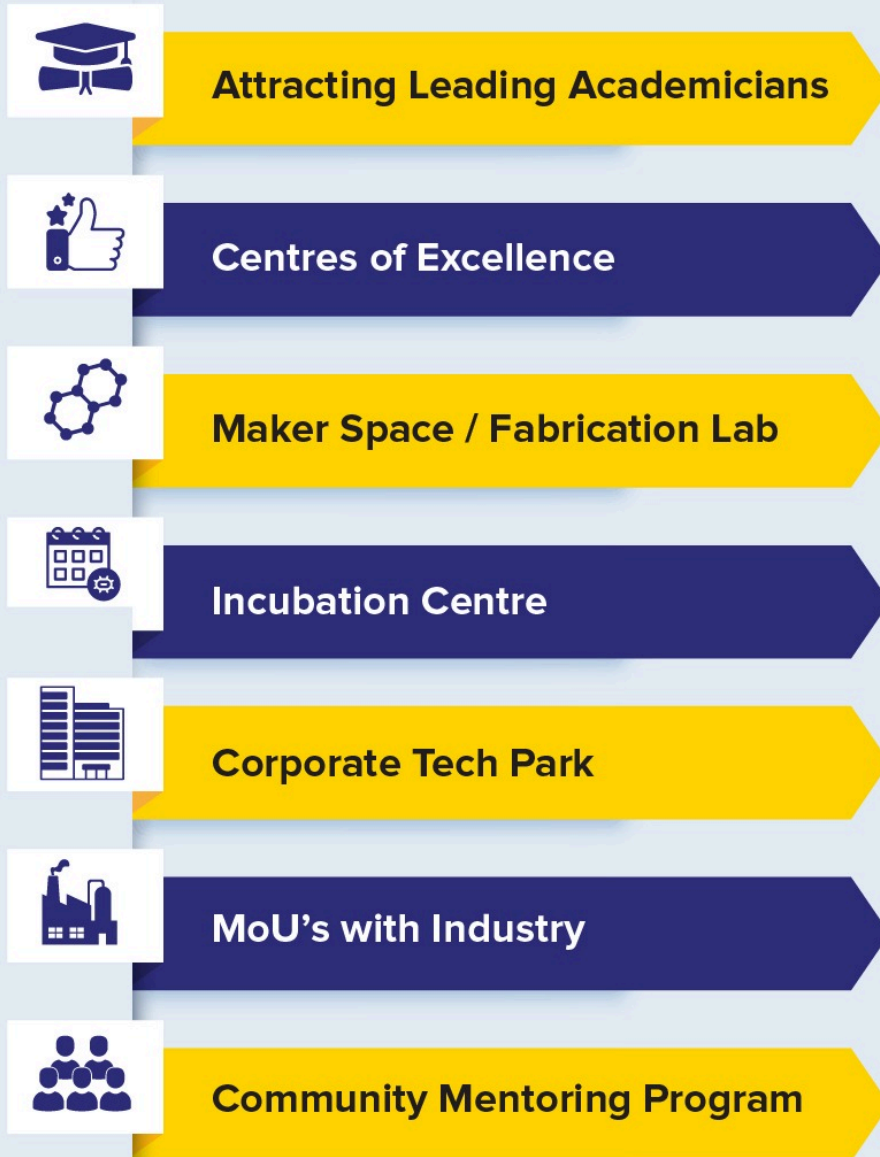 Attracting Leading Academicians
Centres of Excellence
Maker Space / Fabrication Lab
Incubation Centre
Corporate Tech Park
MoU’s with Industry
Community Mentoring Program